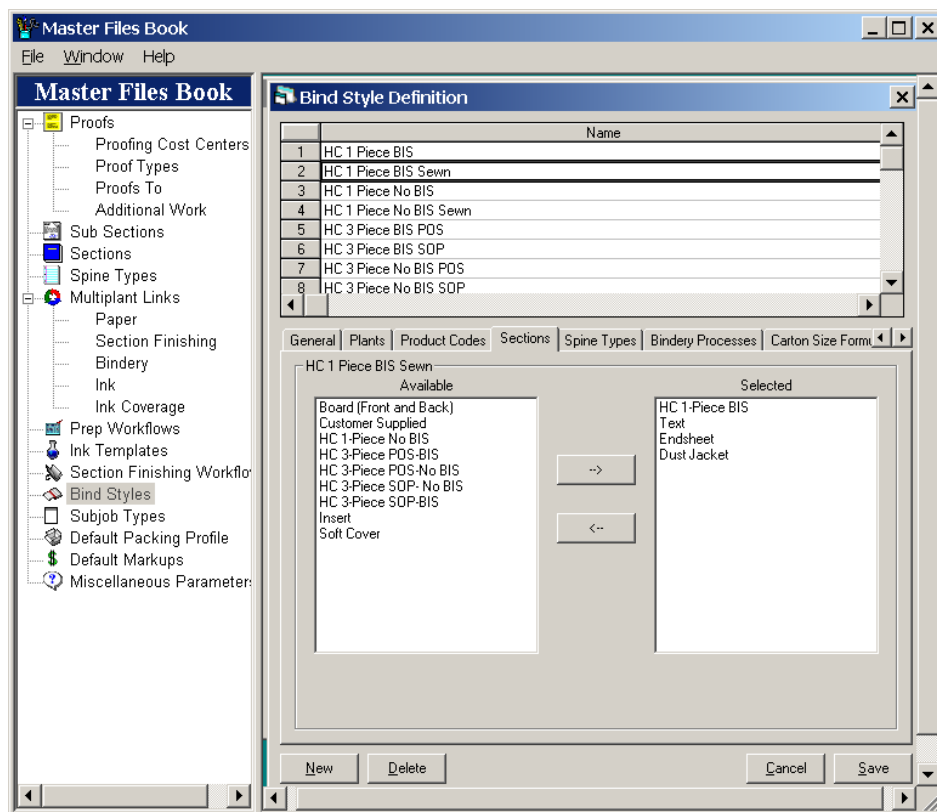 Master Files Book
File Window Help
Master Files Book
Proofs
Proofing Cost Centers
Proof Types
Proofs To
Additional Work
Sub Sections
Sections
Spine Types
Multiplant Links
Paper
Section Finishing
Bindery
Ink
Ink Coverage
Prep Workflows
Ink Templates
Section Finishing Workflo
Bind Styles
Subjob Types
Default Packing Profile
Default Markups
Miscellaneous Parameter
Bind Style Definition
Name
1 HC 1 Piece BIS
2 HC 1 Piece BIS Sewn
3 HC 1 Piece No BIS
4 HC 1 Piece No BIS Sewn
5 HC 3 Piece BIS POS
6 HC 3 Piece BIS SOP
7 HC 3 Piece No BIS POS
8 HC 3 Piece No BIS SOP
General Plants Product Codes Sections Spine Types Bindery Processes Carton Size Formu
HC 1 Piece BIS Sewn
Available
Board (Front and Back)
Customer Supplied
HC 1-Piece No BIS
HC 3-Piece POS-BIS
HC 3-Piece POS-No BIS
HC 3-Piece SOP- No BIS
HC 3-Piece SOP-BIS
Insert
Soft Cover
-->
<--
Selected
HC 1-Piece BIS
Text
Endsheet
Dust Jacket
New Delete Cancel Save